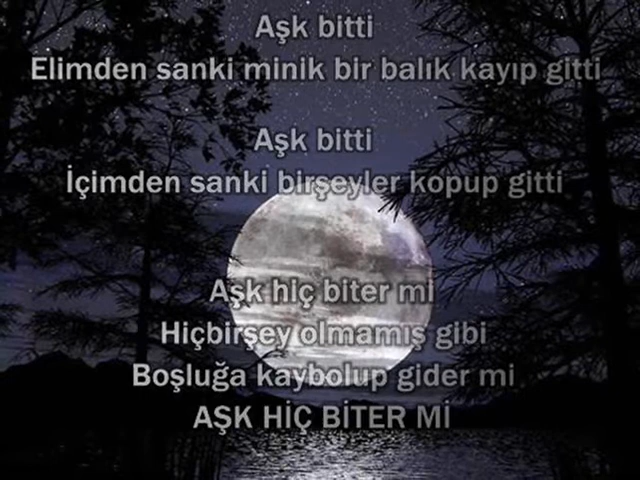 Aşk bitti
Elimden sanki minik bir balık kayıp gitti
Aşk bitti
İçimden sanki birşeyler kopup gitti
Aşk hiç biter mi
Hiçbirşey olmamış gibi
Boşluğa kaybolup gider mi
AŞK HİÇ BİTER Mİ